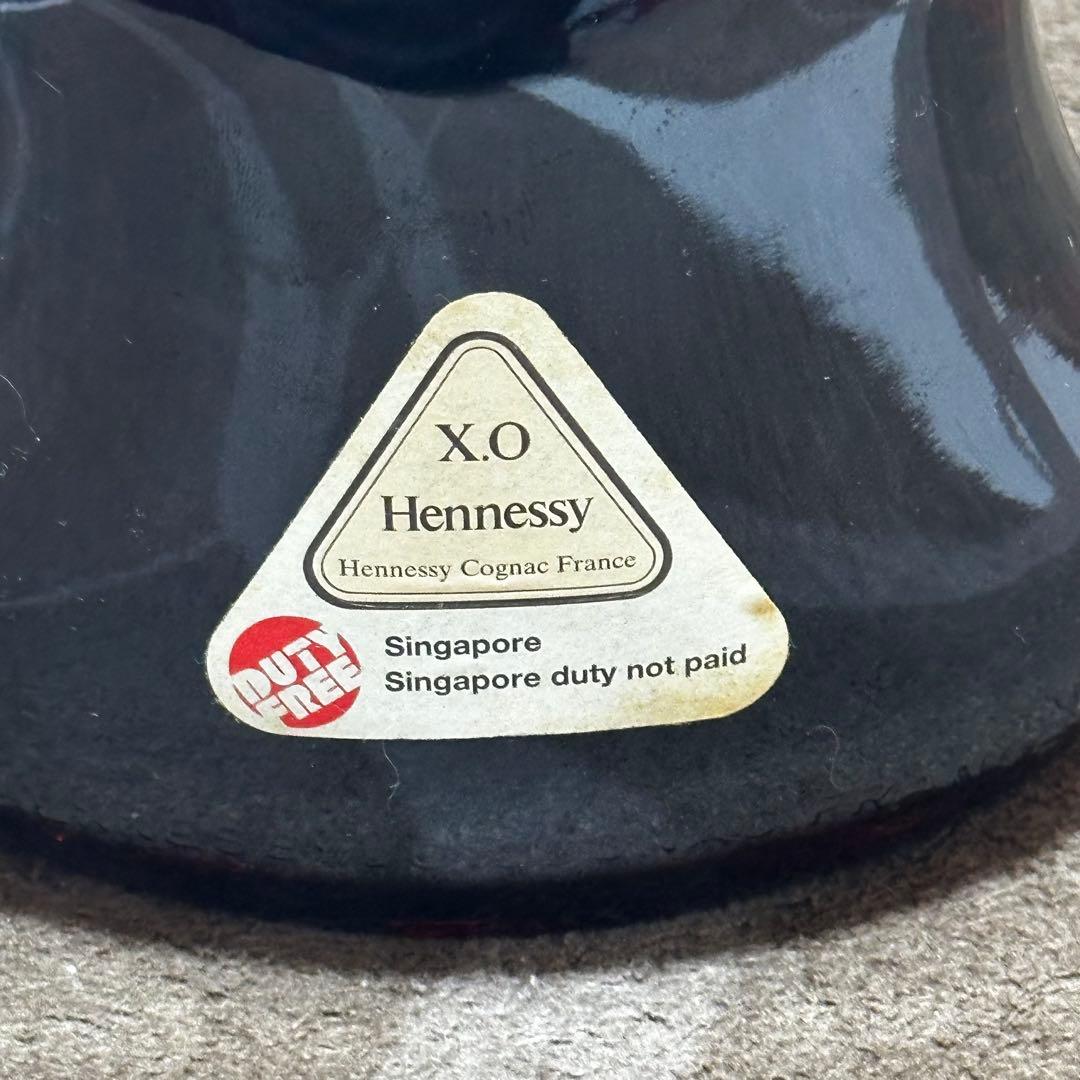 X.O
Hennessy
Hennessy Cognac France
DUTY
FREE
Singapore
Singapore duty not paid